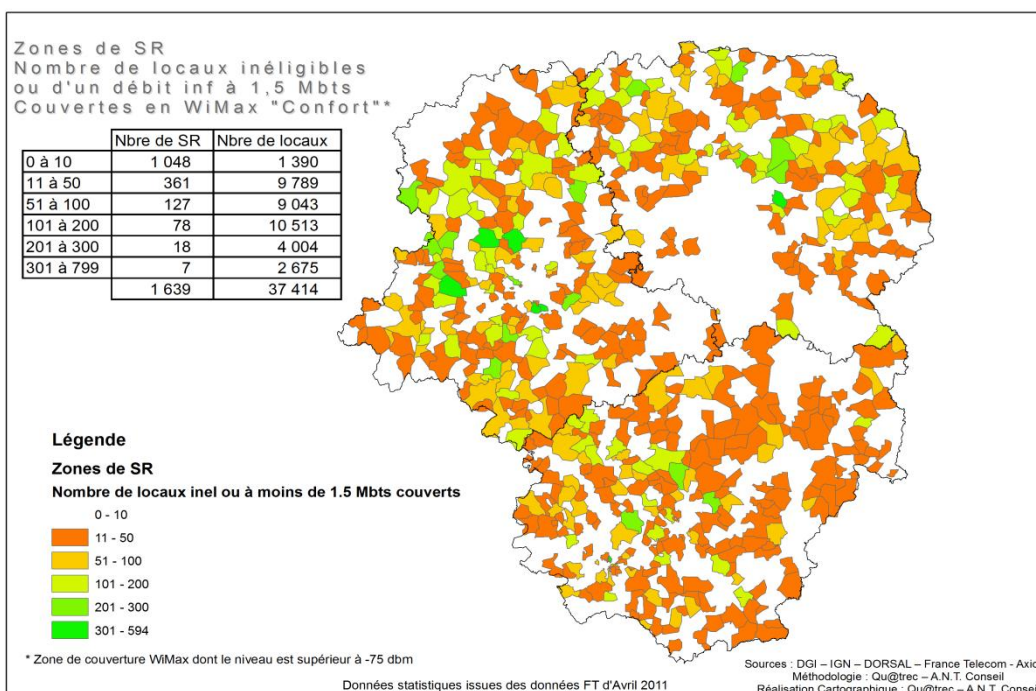 Zones de SR
Nombre de locaux inéligibles
ou d'un débit inf à 1,5 Mbts
Couvertes en WiMax "Confort"*
Nbre de SR Nbre de locaux
0 à 10 1 048 1 390
11 à 50 361 9 789
51 à 100 127 9 043
101 à 200 78 10 513
201 à 300 18 4 004
301 à 799 7 2 675
1 639 37 414
Légende
Zones de SR
Nombre de locaux inel ou à moins de 1.5 Mbts couverts
0 - 10
11 - 50
51 - 100
101 - 200
201 - 300
301 - 594
* Zone de couverture WiMax dont le niveau est supérieur à -75 dbm
Données statistiques issues des données FT d'Avril 2011
Sources : DGI – IGN – DORSAL – France Telecom - Axio
Méthodologie : Qu@trec – A.N.T. Conseil
Réalisation Cartographique : Qu@trec – A.N.T. Conseil